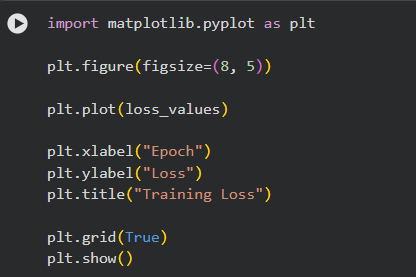 import matplotlib.pyplot as plt
plt.figure(figsize=(8, 5))
plt.plot(loss_values)
plt.xlabel("Epoch")
plt.ylabel("Loss")
plt.title("Training Loss")
plt.grid(True)
plt.show()